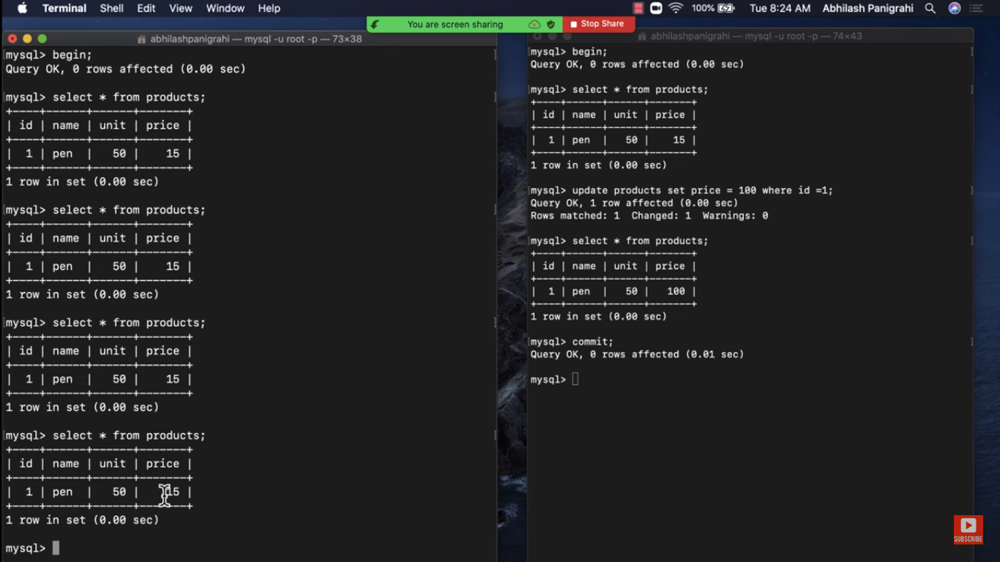 Terminal Shell Edit View Window Help 100% Tue 8:24 AM Abhilash Panigrahi
You are screen sharing Stop Share
abhilashpanigrahi — mysql -u root -p — 73×38
mysql> begin;
Query OK, 0 rows affected (0.00 sec)
mysql> select * from products;
+----+------+------+-------+
| id | name | unit | price |
+----+------+------+-------+
|  1 | pen  |   50 |    15 |
+----+------+------+-------+
1 row in set (0.00 sec)
mysql> select * from products;
+----+------+------+-------+
| id | name | unit | price |
+----+------+------+-------+
|  1 | pen  |   50 |    15 |
+----+------+------+-------+
1 row in set (0.00 sec)
mysql> select * from products;
+----+------+------+-------+
| id | name | unit | price |
+----+------+------+-------+
|  1 | pen  |   50 |    15 |
+----+------+------+-------+
1 row in set (0.00 sec)
mysql> select * from products;
+----+------+------+-------+
| id | name | unit | price |
+----+------+------+-------+
|  1 | pen  |   50 |    15 |
+----+------+------+-------+
1 row in set (0.00 sec)
mysql>
abhilashpanigrahi — mysql -u root -p — 74×43
mysql> begin;
Query OK, 0 rows affected (0.00 sec)
mysql> select * from products;
+----+------+------+-------+
| id | name | unit | price |
+----+------+------+-------+
|  1 | pen  |   50 |    15 |
+----+------+------+-------+
1 row in set (0.00 sec)
mysql> update products set price = 100 where id =1;
Query OK, 1 row affected (0.00 sec)
Rows matched: 1  Changed: 1  Warnings: 0
mysql> select * from products;
+----+------+------+-------+
| id | name | unit | price |
+----+------+------+-------+
|  1 | pen  |   50 |   100 |
+----+------+------+-------+
1 row in set (0.00 sec)
mysql> commit;
Query OK, 0 rows affected (0.01 sec)
mysql>
SUBSCRIBE